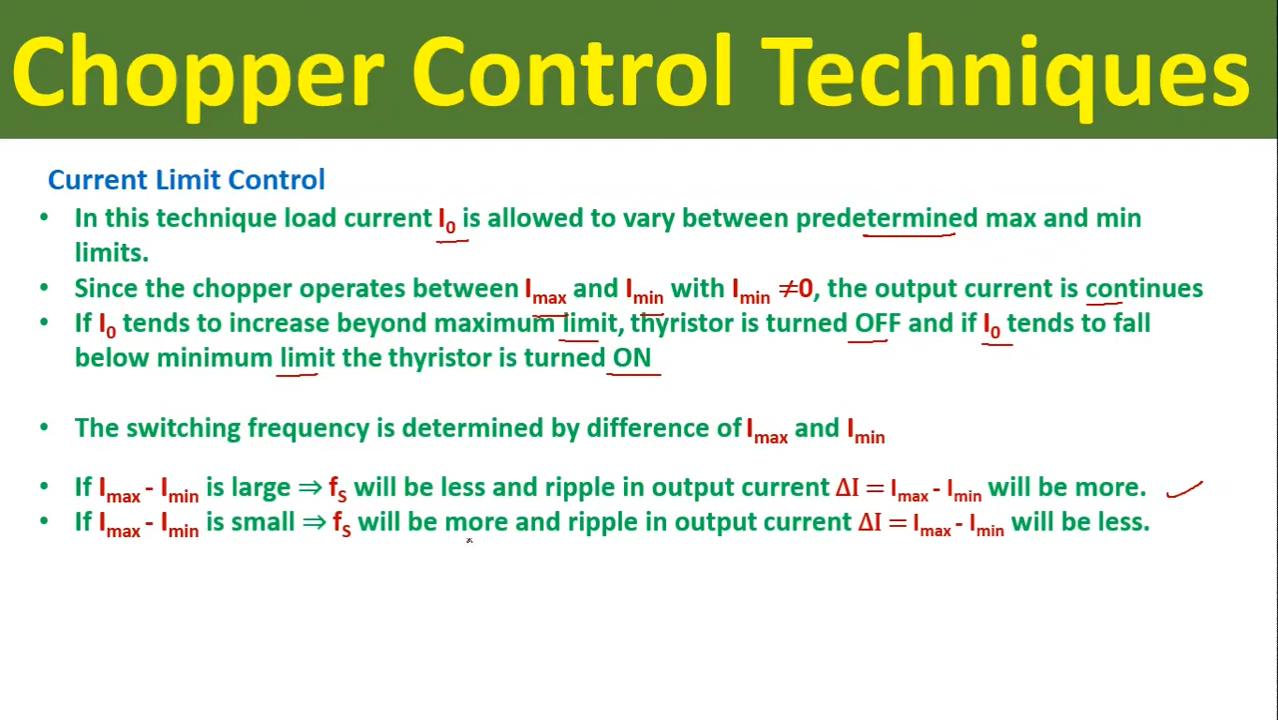 Chopper Control Techniques
Current Limit Control
• In this technique load current I₀ is allowed to vary between predetermined max and min
limits.
• Since the chopper operates between Imax and Imin with Imin ≠0, the output current is continues
• If I₀ tends to increase beyond maximum limit, thyristor is turned OFF and if I₀ tends to fall
below minimum limit the thyristor is turned ON
• The switching frequency is determined by difference of Imax and Imin
• If Imax - Imin is large ⇒ fS will be less and ripple in output current ΔI = Imax - Imin will be more.
• If Imax - Imin is small ⇒ fS will be more and ripple in output current ΔI = Imax - Imin will be less.